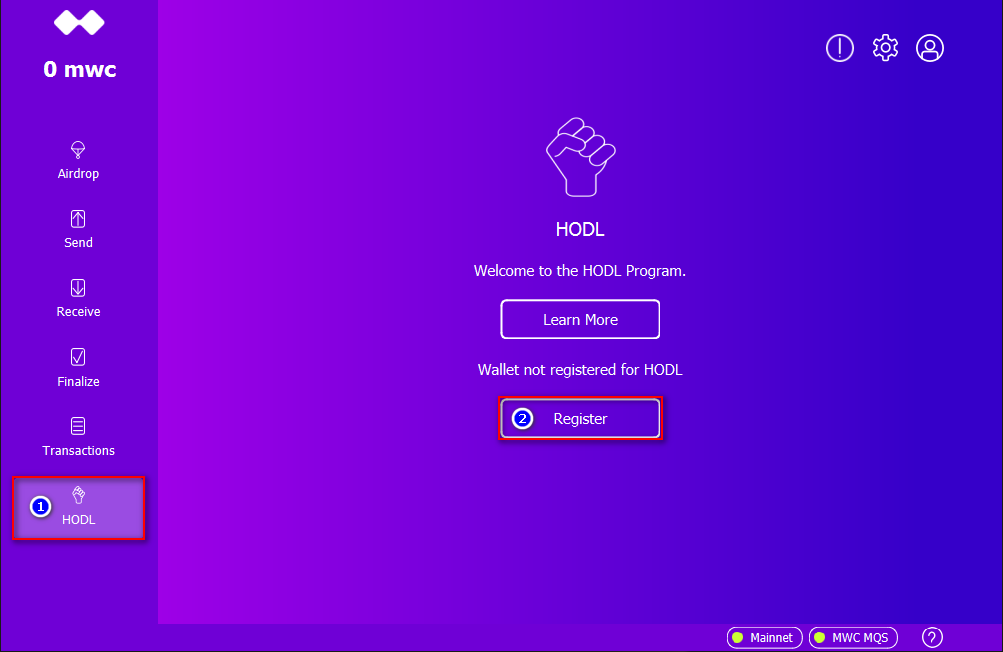 0 mwc
Airdrop
Send
Receive
Finalize
Transactions
1
HODL
HODL
Welcome to the HODL Program.
Learn More
Wallet not registered for HODL
2 Register
Mainnet
MWC MQS
?